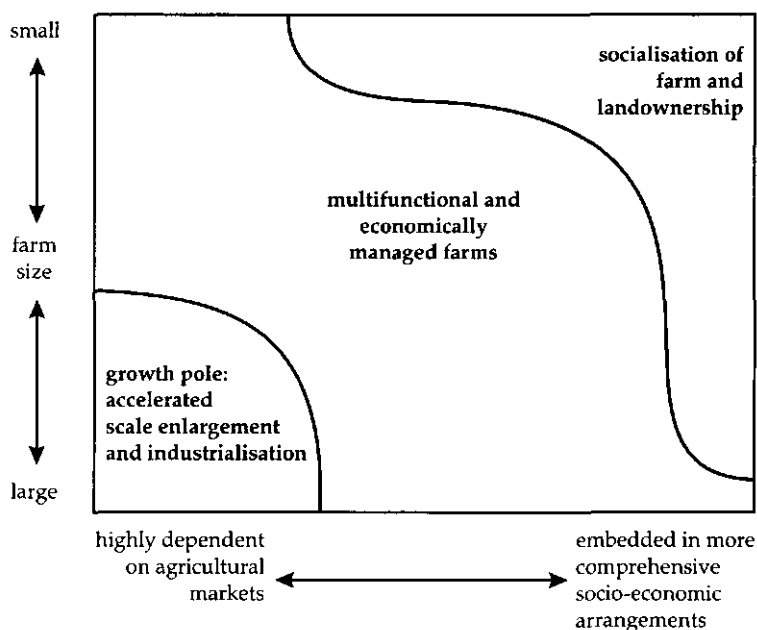 small
socialisation of
farm and
landownership
multifunctional and
economically
managed farms
farm
size
growth pole:
accelerated
scale enlargement
and industrialisation
large
highly dependent
on agricultural
markets
embedded in more
comprehensive
socio-economic
arrangements